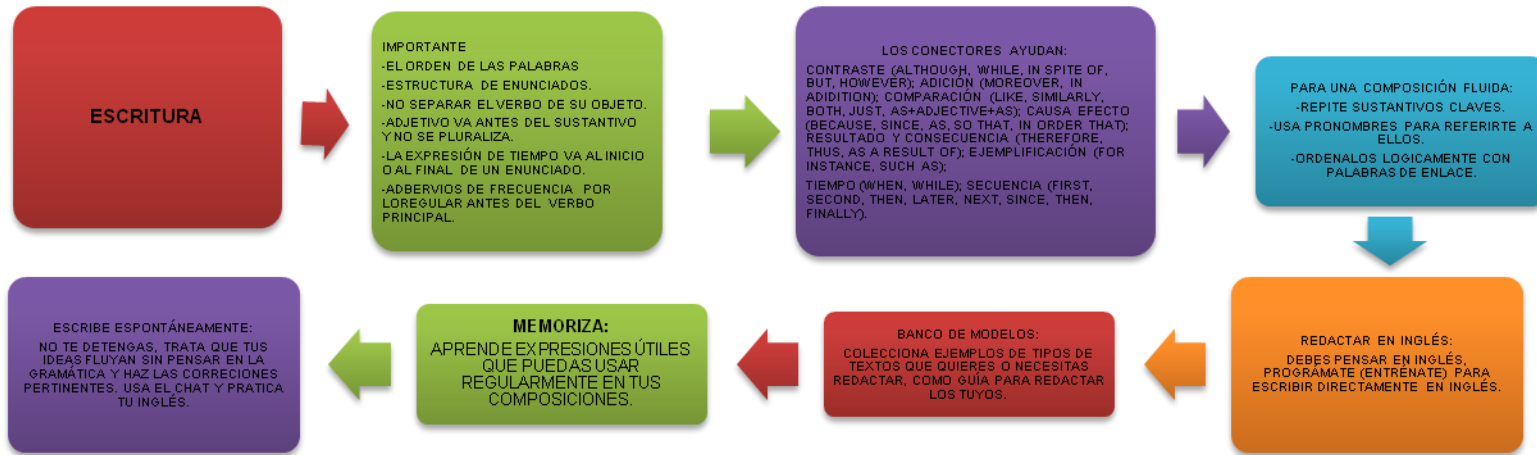 ESCRITURA
IMPORTANTE
-EL ORDEN DE LAS PALABRAS
-ESTRUCTURA DE ENUNCIADOS.
-NO SEPARAR EL VERBO DE SU OBJETO.
-ADJETIVO VA ANTES DEL SUSTANTIVO
Y NO SE PLURALIZA.
-LA EXPRESIÓN DE TIEMPO VA AL INICIO
O AL FINAL DE UN ENUNCIADO.
-ADBERVIOS DE FRECUENCIA POR
LOREGULAR ANTES DEL VERBO
PRINCIPAL.
LOS CONECTORES AYUDAN:
CONTRASTE (ALTHOUGH, WHILE, IN SPITE OF,
BUT, HOWEVER); ADICIÓN (MOREOVER, IN
ADIDITION); COMPARACIÓN (LIKE, SIMILARLY,
BOTH, JUST, AS+ADJECTIVE+AS); CAUSA EFECTO
(BECAUSE, SINCE, AS, SO THAT, IN ORDER THAT);
RESULTADO Y CONSECUENCIA (THEREFORE,
THUS, AS A RESULT OF); EJEMPLIFICACIÓN (FOR
INSTANCE, SUCH AS);
TIEMPO (WHEN, WHILE); SECUENCIA (FIRST,
SECOND, THEN, LATER, NEXT, SINCE, THEN,
FINALLY).
PARA UNA COMPOSICIÓN FLUIDA:
-REPITE SUSTANTIVOS CLAVES.
-USA PRONOMBRES PARA REFERIRTE A
ELLOS.
-ORDENALOS LOGICAMENTE CON
PALABRAS DE ENLACE.
REDACTAR EN INGLÉS:
DEBES PENSAR EN INGLÉS,
PROGRÁMATE (ENTRÉNATE) PARA
ESCRIBIR DIRECTAMENTE EN INGLÉS.
BANCO DE MODELOS:
COLECCIONA EJEMPLOS DE TIPOS DE
TEXTOS QUE QUIERES O NECESITAS
REDACTAR, COMO GUÍA PARA REDACTAR
LOS TUYOS.
MEMORIZA:
APRENDE EXPRESIONES ÚTILES
QUE PUEDAS USAR
REGULARMENTE EN TUS
COMPOSICIONES.
ESCRIBE ESPONTÁNEAMENTE:
NO TE DETENGAS, TRATA QUE TUS
IDEAS FLUYAN SIN PENSAR EN LA
GRAMÁTICA Y HAZ LAS CORRECIONES
PERTINENTES. USA EL CHAT Y PRATICA
TU INGLÉS.